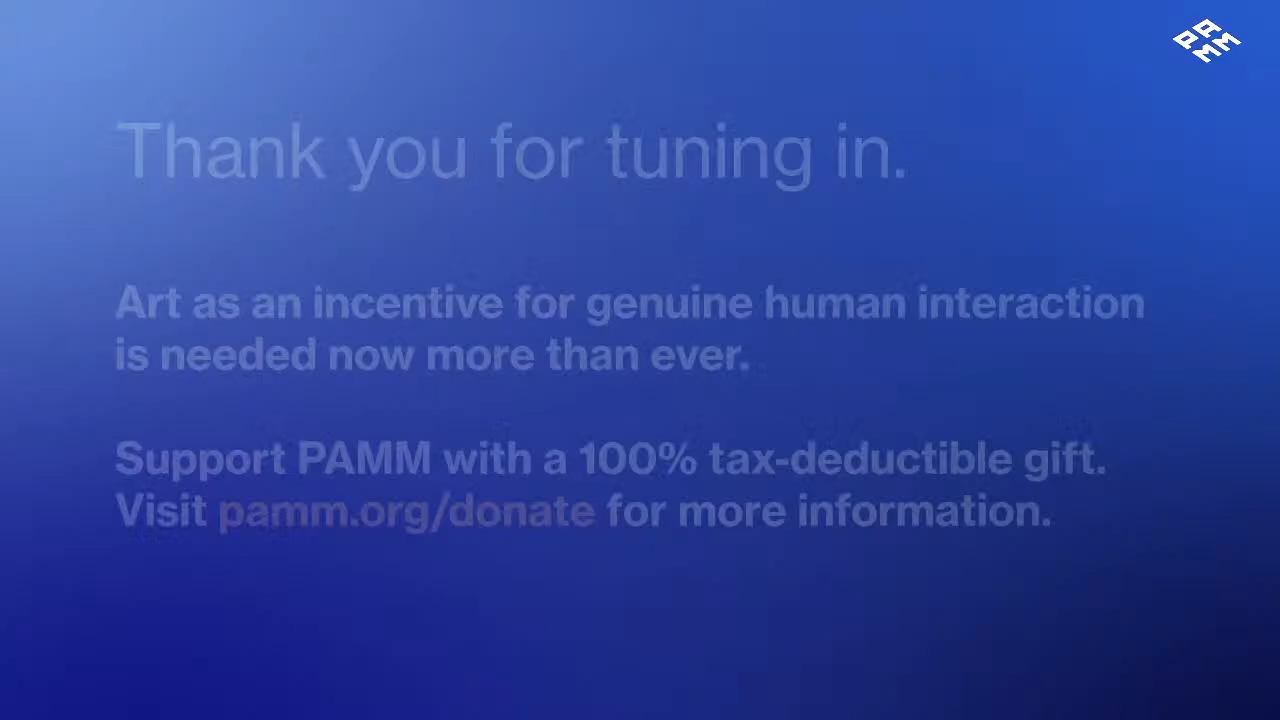 PAMM
Thank you for tuning in.
Art as an incentive for genuine human interaction
is needed now more than ever.
Support PAMM with a 100% tax-deductible gift.
Visit pamm.org/donate for more information.